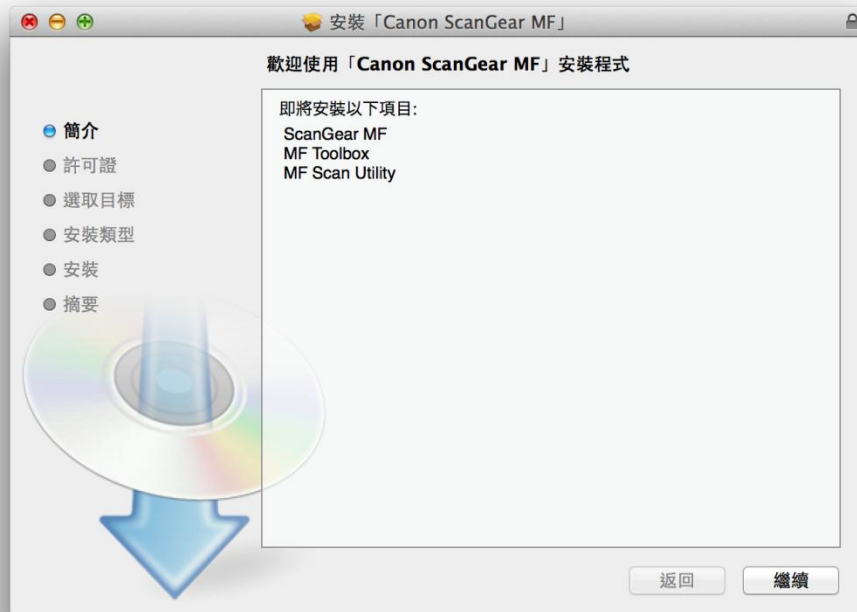 安裝「Canon ScanGear MF」
歡迎使用「Canon ScanGear MF」安裝程式
簡介
許可證
選取目標
安裝類型
安裝
摘要
即將安裝以下項目:
ScanGear MF
MF Toolbox
MF Scan Utility
返回
繼續